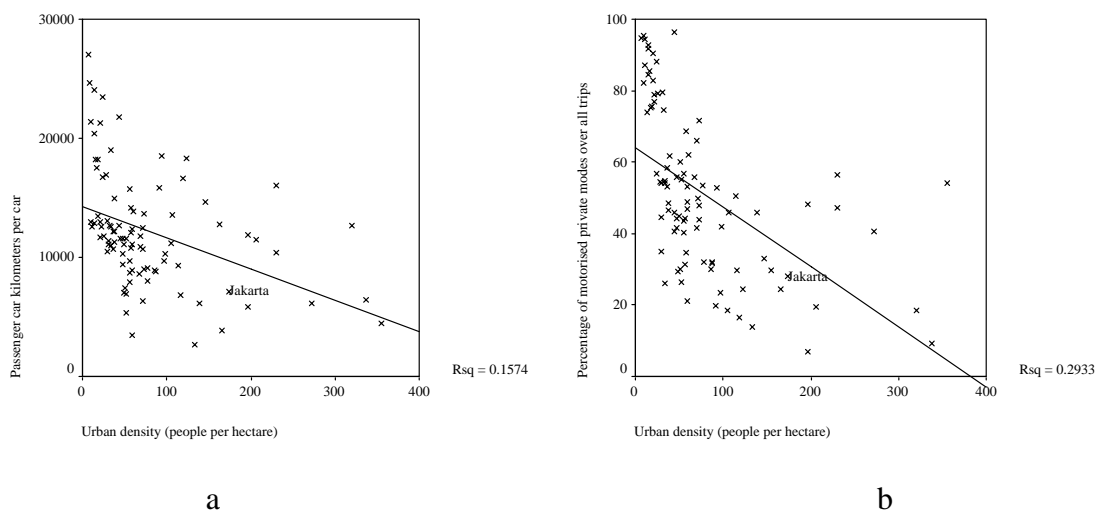 30000
20000
10000
0
Passenger car kilometers per car
Jakarta
0 100 200 300 400
Rsq = 0.1574
Urban density (people per hectare)
a
100
80
60
40
20
0
Percentage of motorised private modes over all trips
Jakarta
0 100 200 300 400
Rsq = 0.2933
Urban density (people per hectare)
b